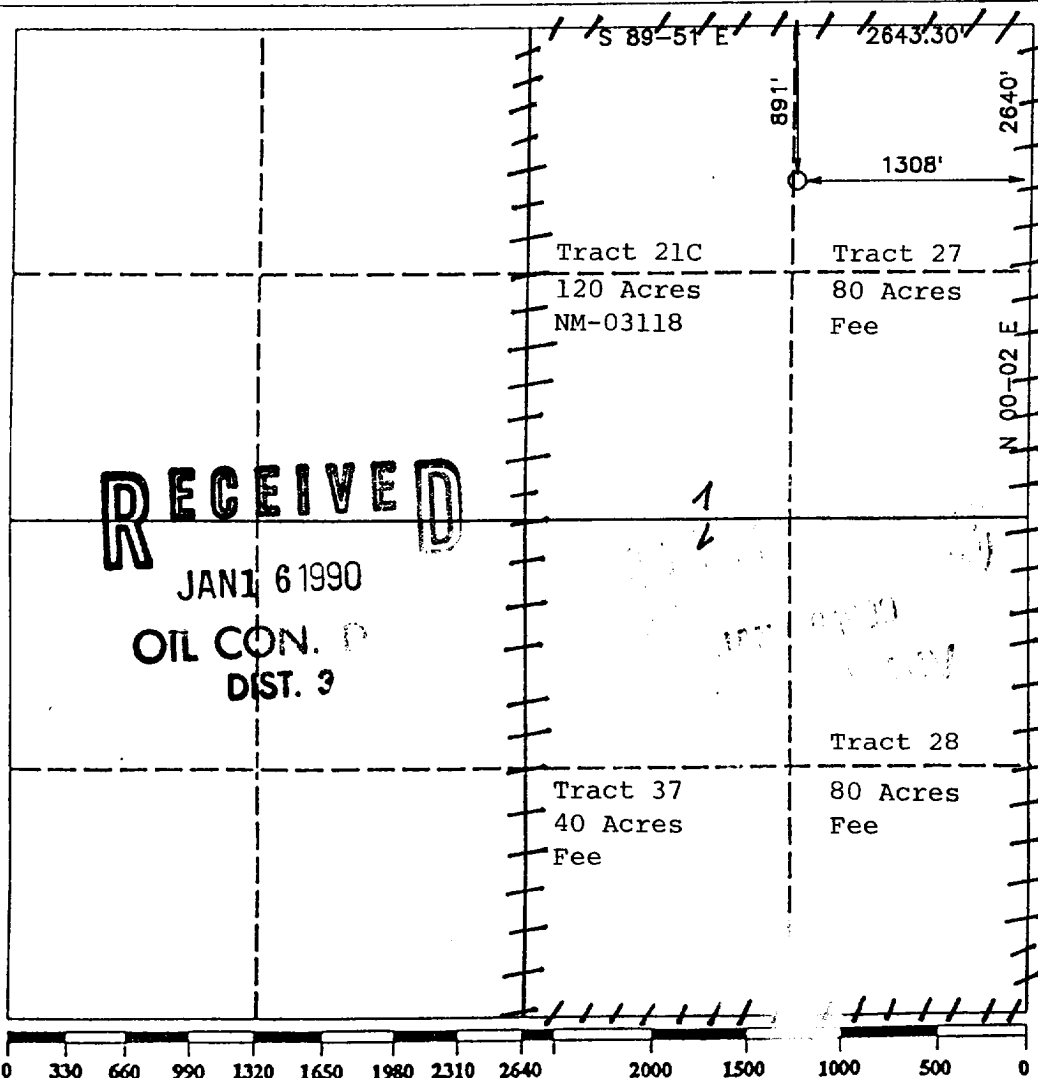 S 89-51 E 2643.30'
891'
2640'
1308'
Tract 21C
120 Acres
NM-03118
Tract 27
80 Acres
Fee
N 00-02 E
RECEIVED
JAN1 6 1990
OIL CON. D
DIST. 3
Tract 28
80 Acres
Fee
Tract 37
40 Acres
Fee
0 330 660 990 1320 1650 1980 2310 2640 2000 1500 1000 500 0